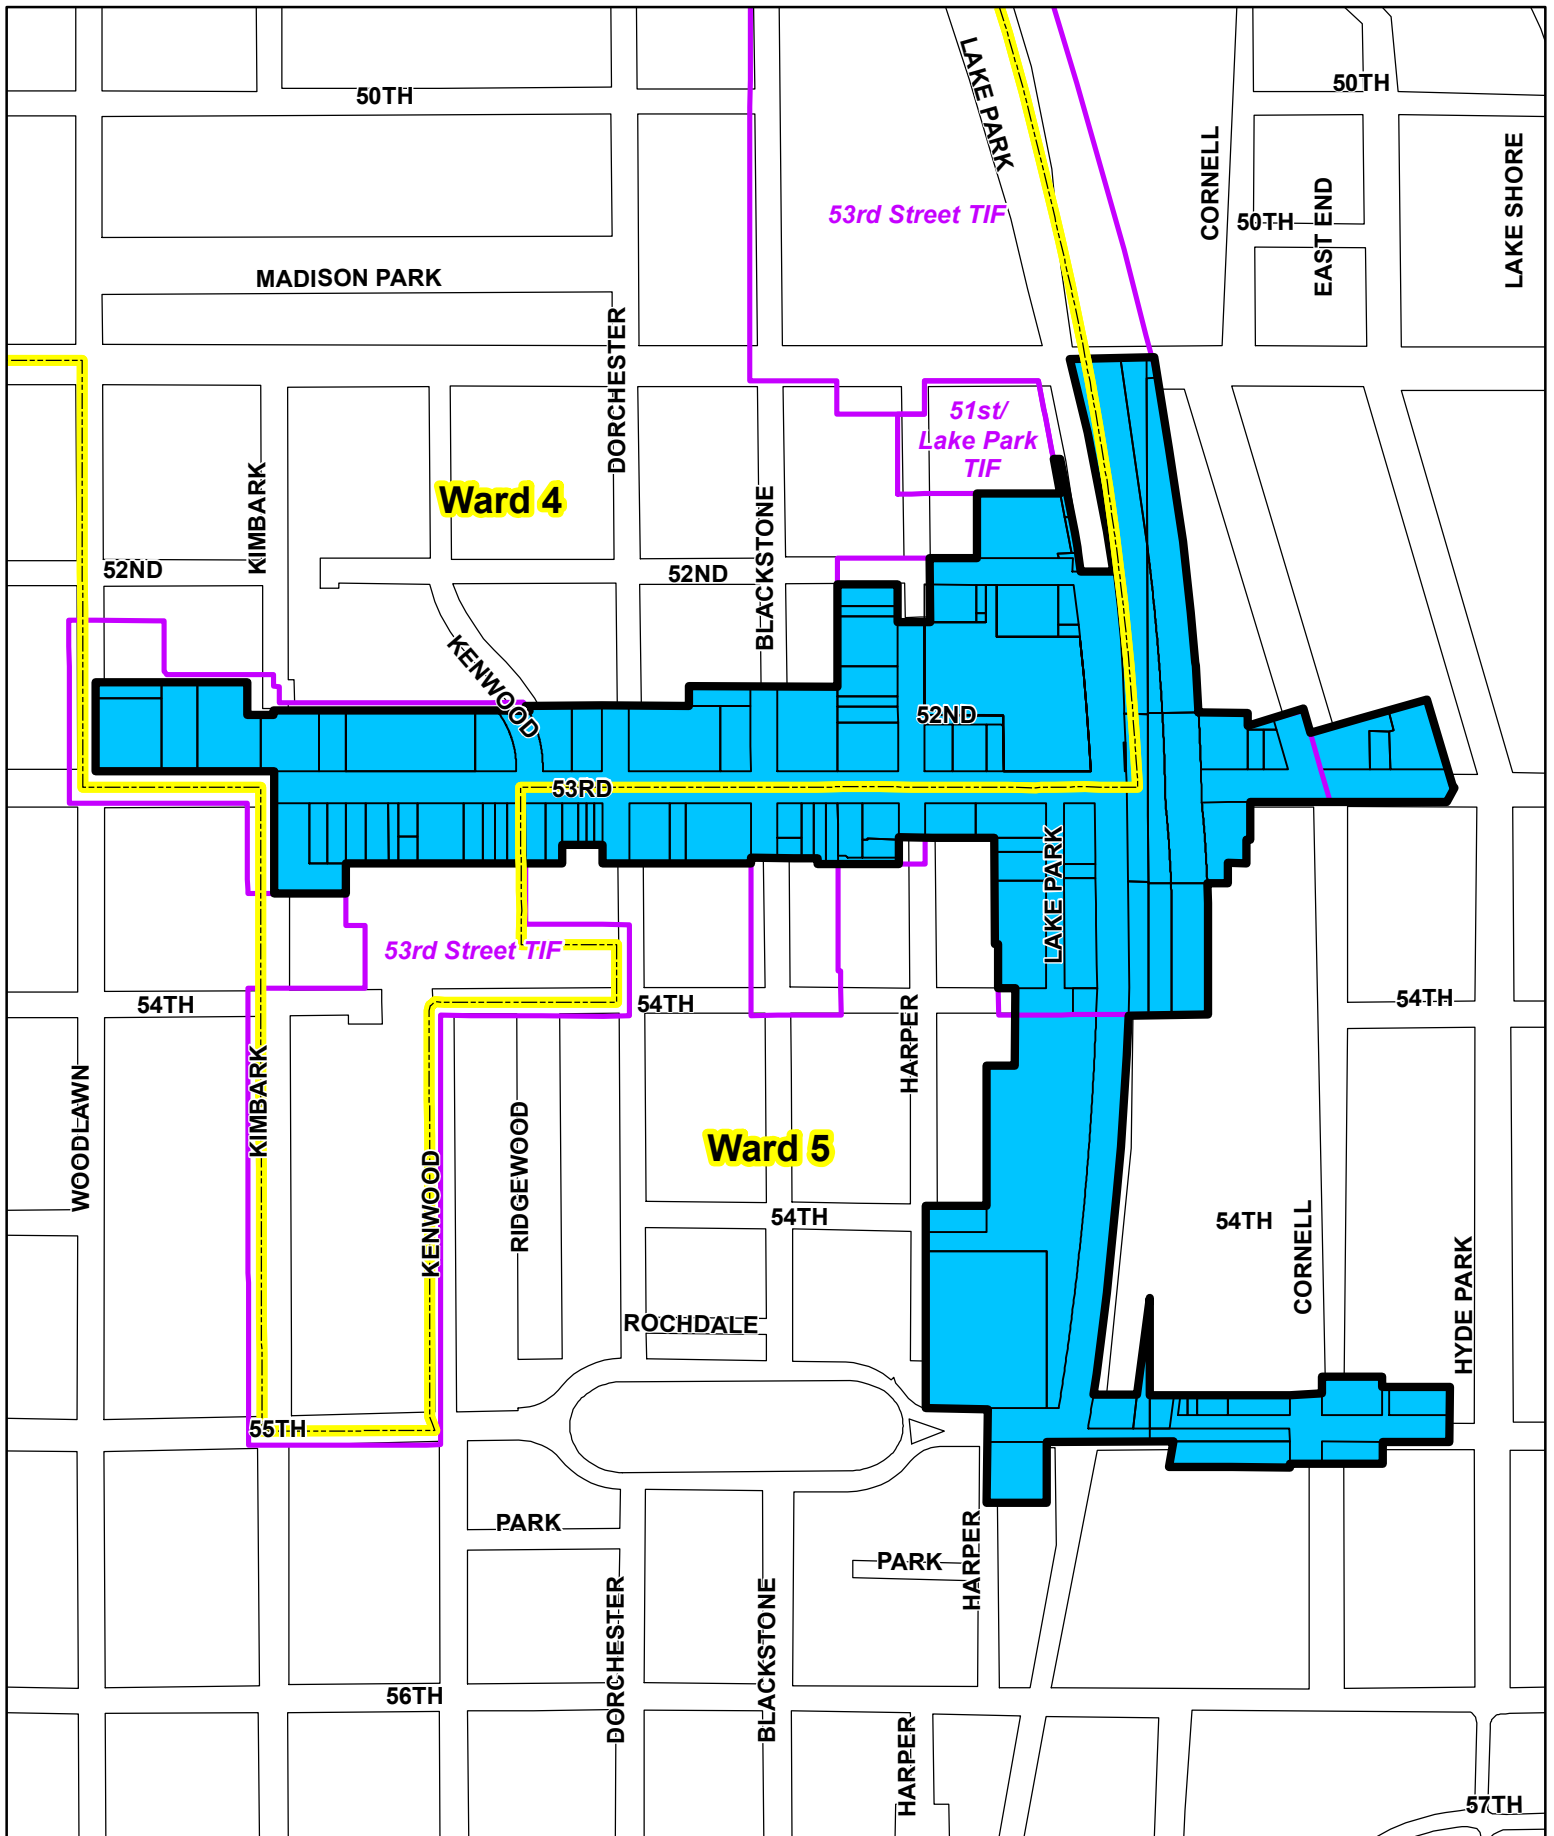 50TH
50TH
LAKE PARK
CORNELL
LAKE SHORE
EAST END
53rd Street TIF
50TH
MADISON PARK
DORCHESTER
51st/
Lake Park
TIF
Ward 4
KIMBARK
BLACKSTONE
52ND
52ND
KENWOOD
52ND
53RD
LAKE PARK
53rd Street TIF
54TH
54TH
54TH
HARPER
WOODLAWN
KIMBARK
KENWOOD
RIDGEWOOD
Ward 5
54TH
54TH
CORNELL
HYDE PARK
ROCHDALE
55TH
PARK
PARK
HARPER
DORCHESTER
BLACKSTONE
56TH
HARPER
57TH